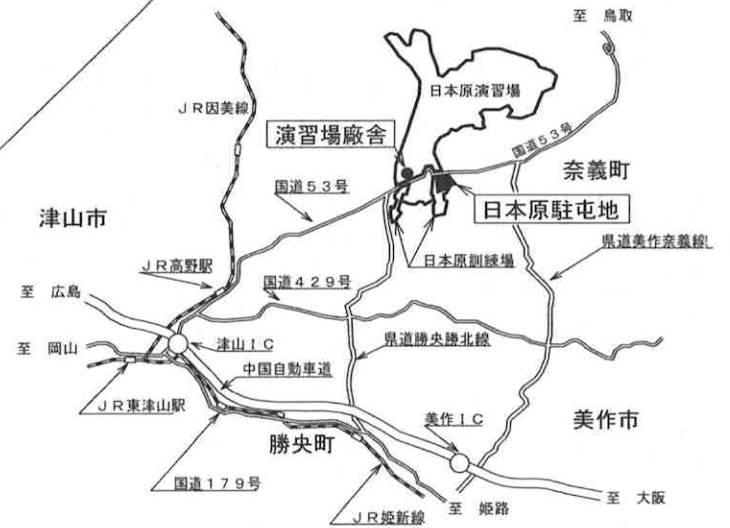 至 鳥取
日本原演習場
JR因美線
演習場廠舎
国道53号
奈義町
国道53号
日本原駐屯地
津山市
県道美作奈義線
日本原訓練場
JR高野駅
国道429号
至 広島
津山IC
県道勝央勝北線
至 岡山
中国自動車道
JR東津山駅
美作IC
美作市
勝央町
国道179号
至 大阪
至 姫路
JR姫新線